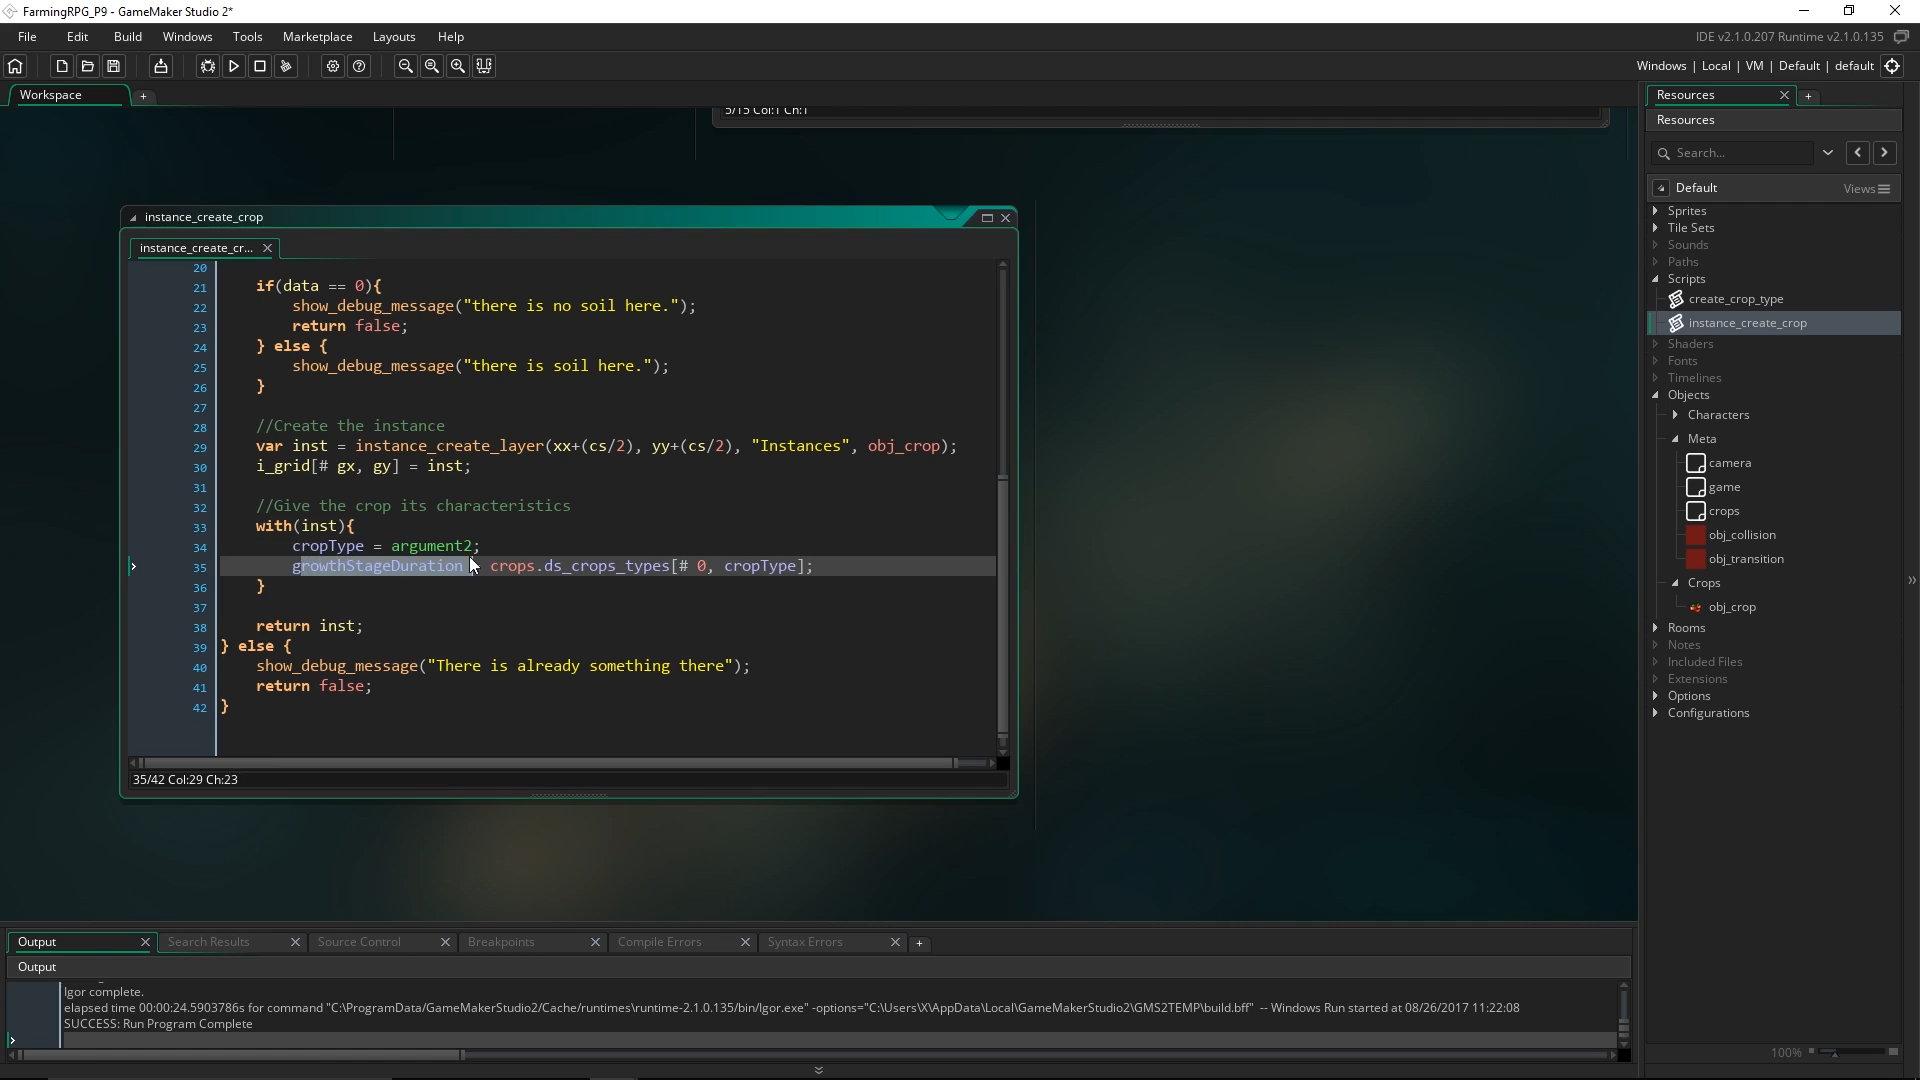 FarmingRPG_P9 - GameMaker Studio 2*
File Edit Build Windows Tools Marketplace Layouts Help
IDE v2.1.0.207 Runtime v2.1.0.135
Windows | Local | VM | Default | default
Workspace
Resources
Resources
Search...
Default
Views
Sprites
Tile Sets
Sounds
Paths
Scripts
create_crop_type
instance_create_crop
Shaders
Fonts
Timelines
Objects
Characters
Meta
camera
game
crops
obj_collision
obj_transition
Crops
obj_crop
Rooms
Notes
Included Files
Extensions
Options
Configurations
100%
5/15 Col:1 Ch:1
instance_create_crop
instance_create_cr...
20
21 if(data == 0){
22 show_debug_message("there is no soil here.");
23 return false;
24 } else {
25 show_debug_message("there is soil here.");
26 }
27
28 //Create the instance
29 var inst = instance_create_layer(xx+(cs/2), yy+(cs/2), "Instances", obj_crop);
30 i_grid[# gx, gy] = inst;
31
32 //Give the crop its characteristics
33 with(inst){
34 cropType = argument2;
35 growthStageDuration crops.ds_crops_types[# 0, cropType];
36 }
37
38 return inst;
39 } else {
40 show_debug_message("There is already something there");
41 return false;
42 }
35/42 Col:29 Ch:23
Output Search Results Source Control Breakpoints Compile Errors Syntax Errors
Output
Igor complete.
elapsed time 00:00:24.5903786s for command "C:\ProgramData/GameMakerStudio2/Cache/runtimes\runtime-2.1.0.135/bin/Igor.exe" -options="C:\Users\X\AppData\Local\GameMakerStudio2\GMS2TEMP\build.bff" -- Windows Run started at 08/26/2017 11:22:08
SUCCESS: Run Program Complete